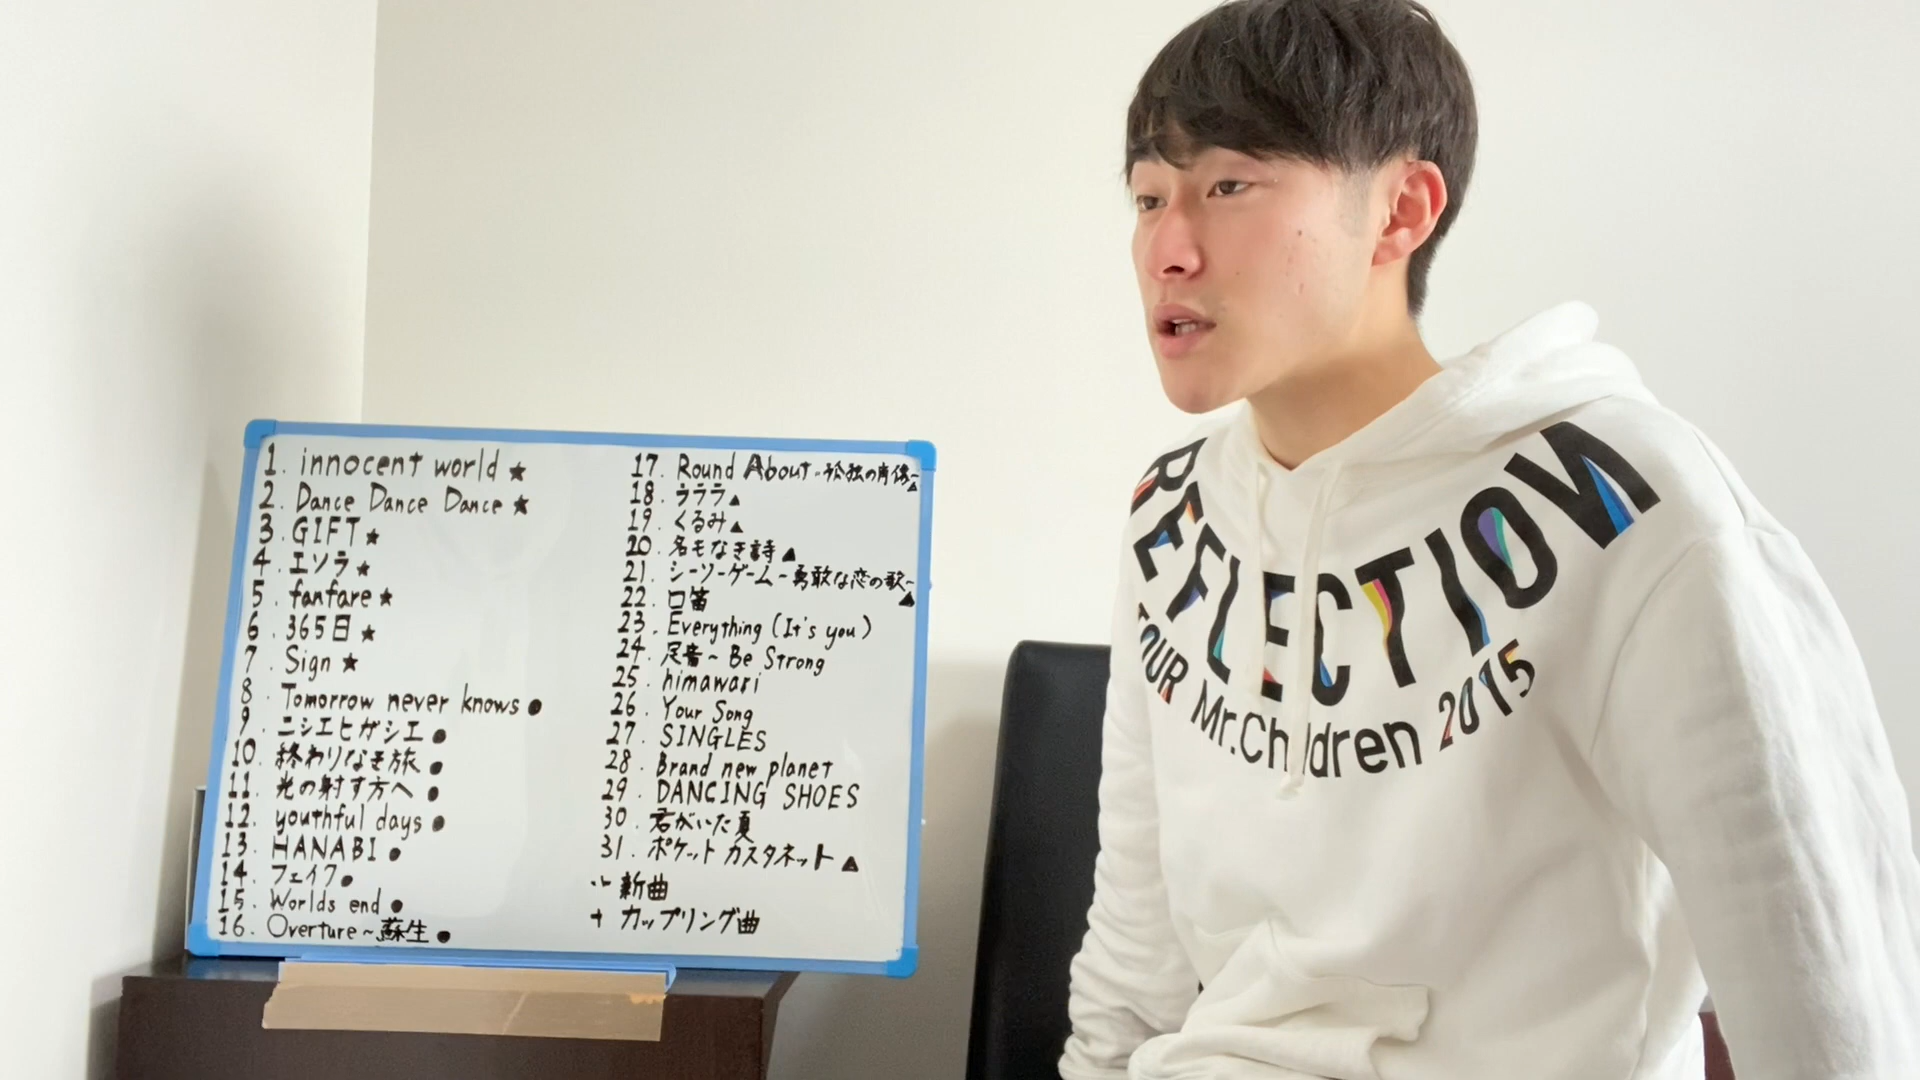 1. innocent world ★
2. Dance Dance Dance ★
3. GIFT ★
4. エソラ ★
5. fanfare ★
6. 365日 ★
7. Sign ★
8. Tomorrow never knows ●
9. ニシエヒガシエ ●
10. 終わりなき旅 ●
11. 光の射す方へ ●
12. youthful days ●
13. HANABI ●
14. フェイク ●
15. Worlds end ●
16. Overture~蘇生 ●
17. Round About-孤独の肖像~ ▲
18. ウララ ▲
19. くるみ ▲
20. 名もなき詩 ▲
21. シーソーゲーム~勇敢な恋の歌~ ▲
22. 口笛
23. Everything (It's you)
24. 足音~Be Strong
25. himawari
26. Your Song
27. SINGLES
28. Brand new planet
29. DANCING SHOES
30. 君がいた夏
31. ポケット カスタネット ▲
新曲
+ カップリング曲
REFLECTION
TOUR Mr.Children 2015